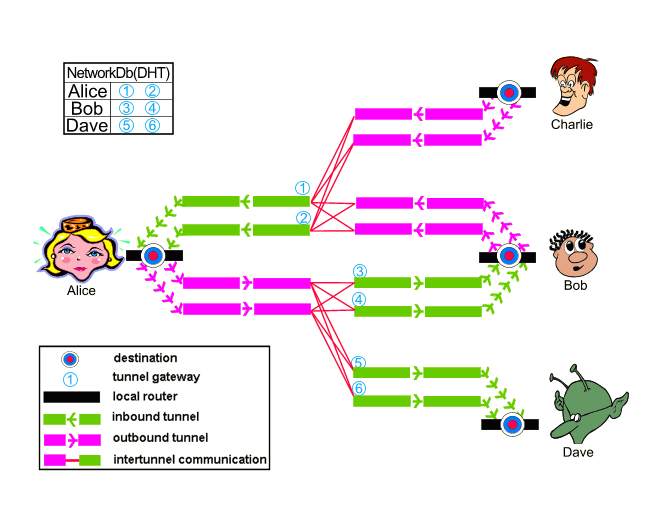 NetworkDb(DHT)
Alice 1 2
Bob 3 4
Dave 5 6
Charlie
1
2
Alice
3
4
Bob
5
6
Dave
destination
1 tunnel gateway
local router
inbound tunnel
outbound tunnel
intertunnel communication